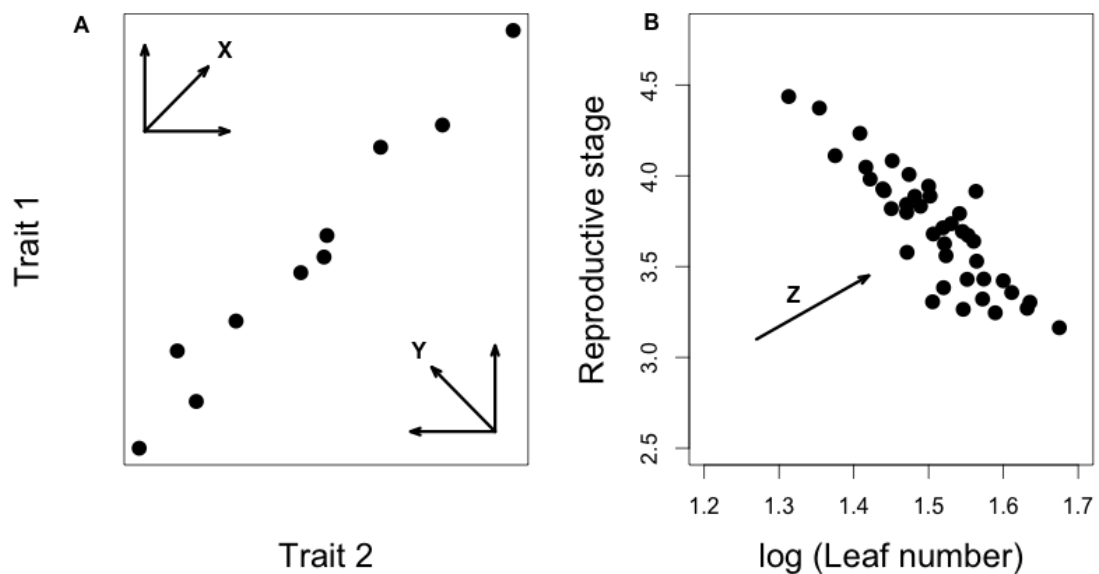 A
X
Trait 1
Y
Trait 2
B
Reproductive stage
4.5
4.0
3.5
3.0
2.5
Z
1.2 1.3 1.4 1.5 1.6 1.7
log (Leaf number)